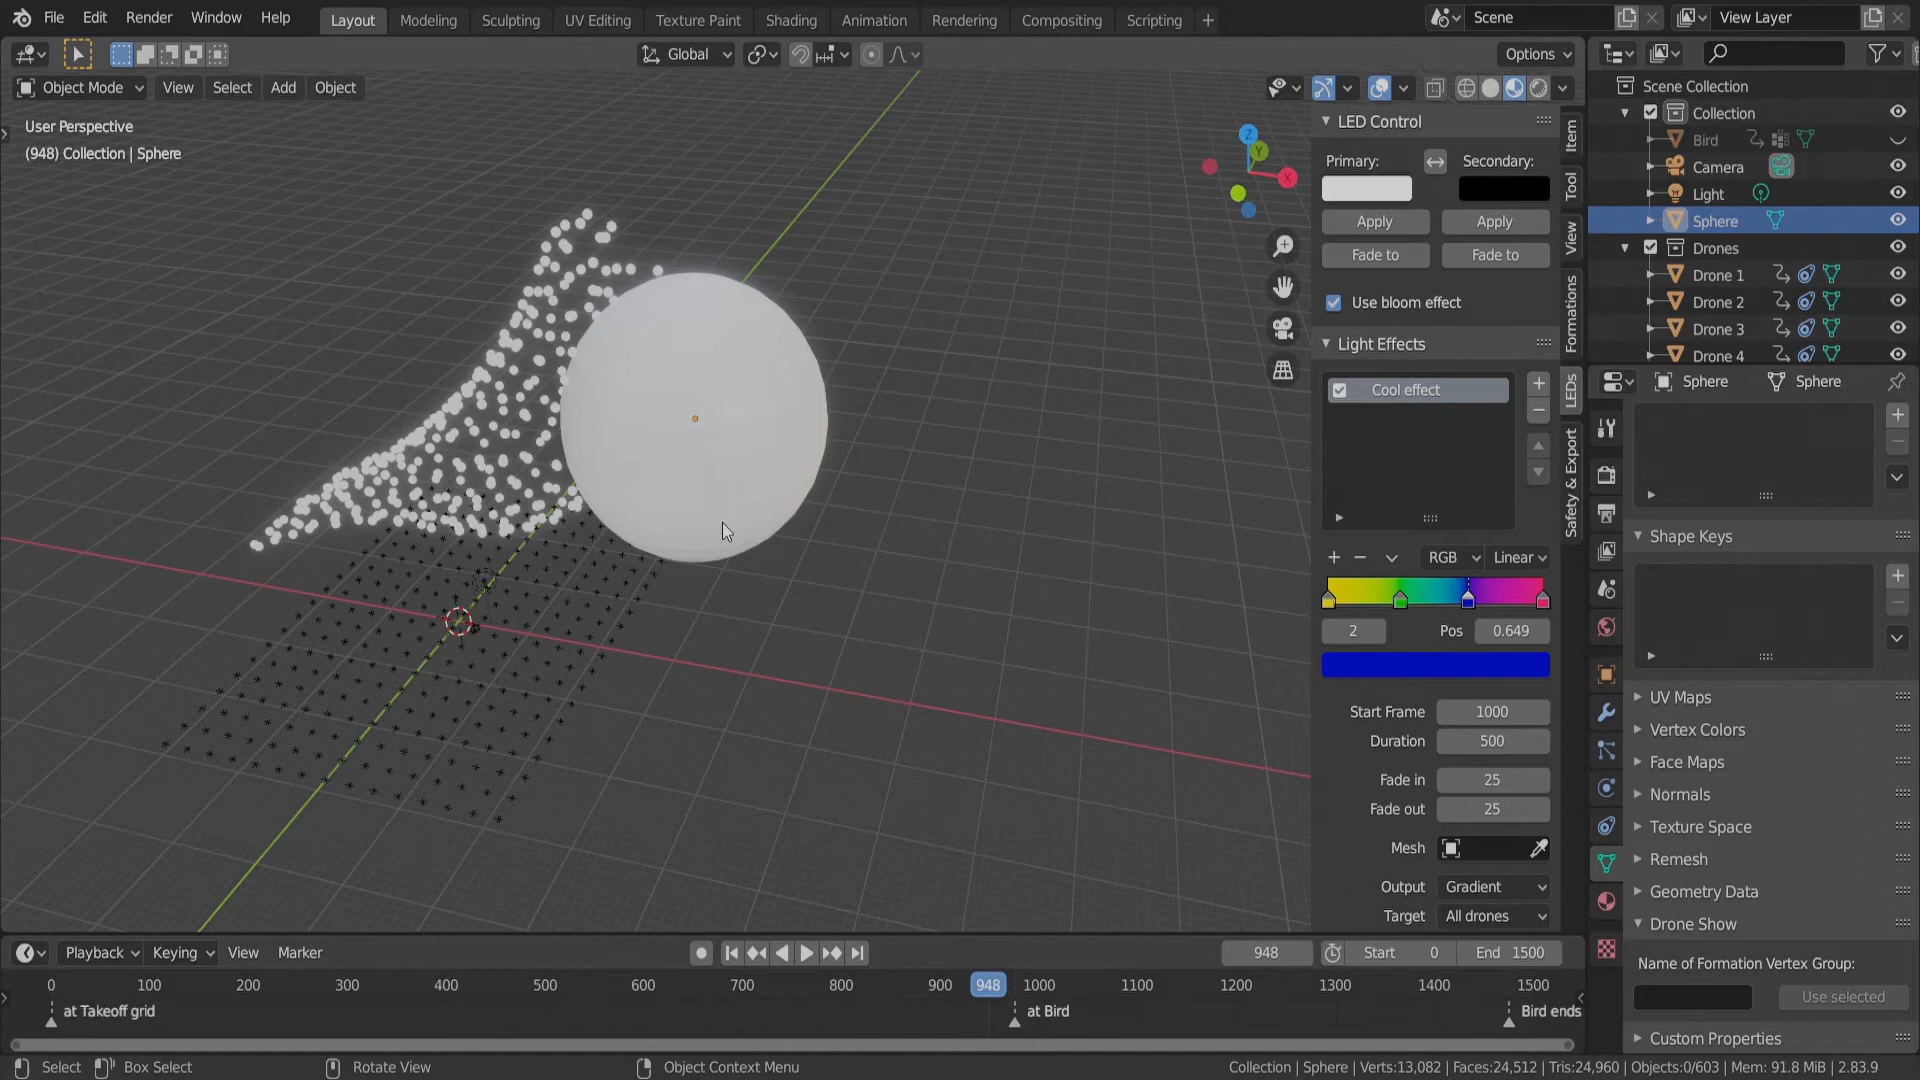 File Edit Render Window Help
Layout Modeling Sculpting UV Editing Texture Paint Shading Animation Rendering Compositing Scripting +
Scene
View Layer
Global
Options
Object Mode View Select Add Object
User Perspective
(948) Collection | Sphere
Z
Y
X
LED Control
Primary: Secondary:
Apply Apply
Fade to Fade to
Use bloom effect
Light Effects
Cool effect
RGB Linear
2 Pos 0.649
Start Frame 1000
Duration 500
Fade in 25
Fade out 25
Mesh
Output Gradient
Target All drones
Item
Tool
View
Formations
LEDs
Safety & Export
Scene Collection
Collection
Bird
Camera
Light
Sphere
Drones
Drone 1
Drone 2
Drone 3
Drone 4
Sphere Sphere
Shape Keys
UV Maps
Vertex Colors
Face Maps
Normals
Texture Space
Remesh
Geometry Data
Drone Show
Name of Formation Vertex Group:
Use selected
Custom Properties
Playback Keying View Marker
948 Start 0 End 1500
0 100 200 300 400 500 600 700 800 900 948 1000 1100 1200 1300 1400 1500
at Takeoff grid at Bird Bird ends
Select Box Select Rotate View Object Context Menu
Collection | Sphere | Verts:13,082 | Faces:24,512 | Tris:24,960 | Objects:0/603 | Mem: 91.8 MiB | 2.83.9